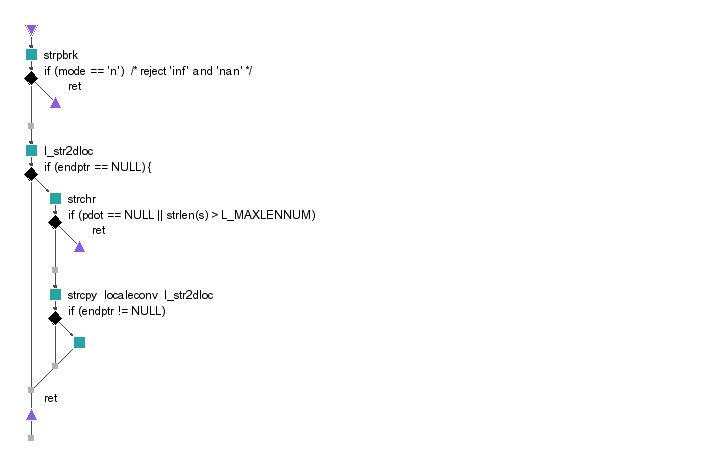 strpbrk
if (mode == 'n')  /* reject 'inf' and 'nan' */
ret
l_str2dloc
if (endptr == NULL) {
strchr
if (pdot == NULL || strlen(s) > L_MAXLENNUM)
ret
strcpy  localeconv  l_str2dloc
if (endptr != NULL)
ret